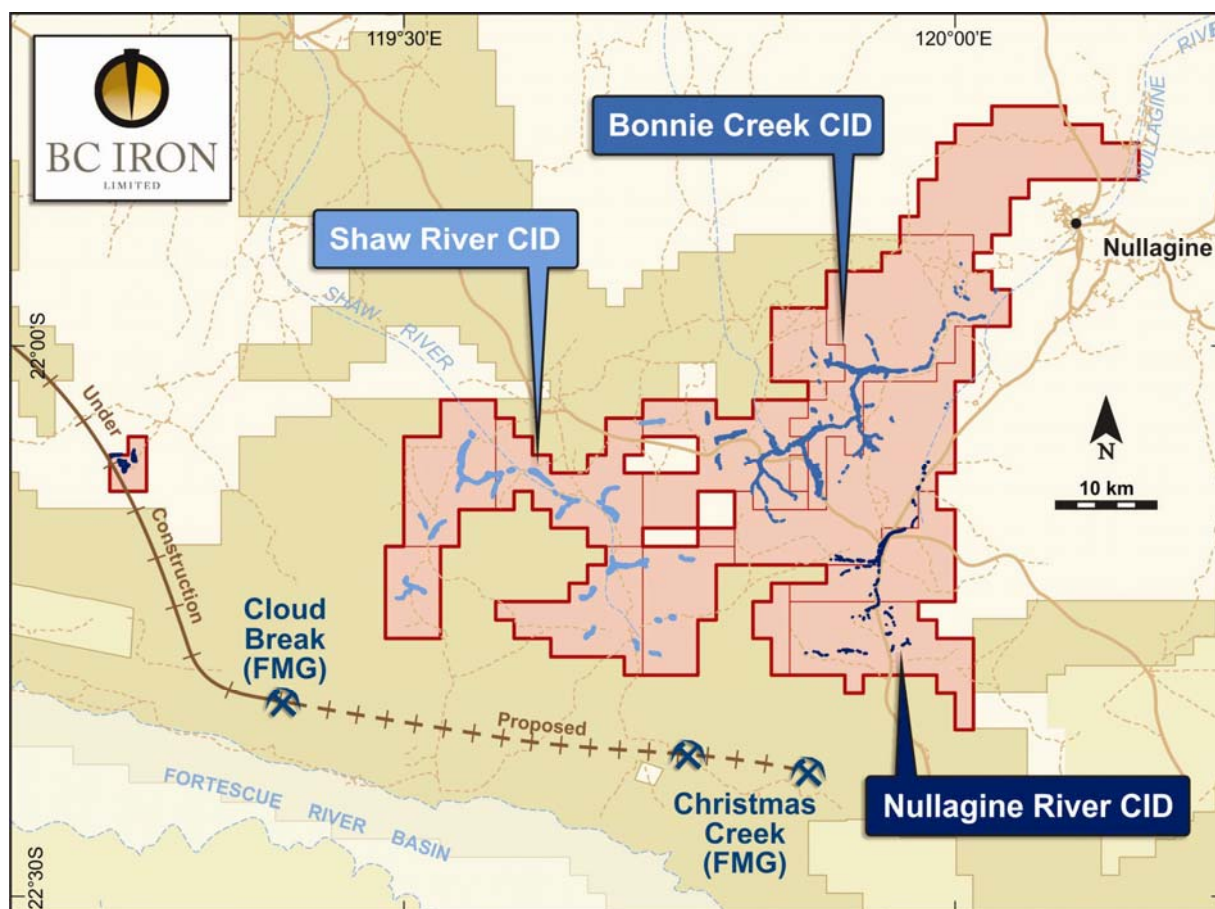 119°30'E
120°00'E
BC IRON
LIMITED
Bonnie Creek CID
RIVER
NULLAGINE
Shaw River CID
Nullagine
SHAW RIVER
22°00'S
Under
Construction
N
10 km
Cloud
Break
(FMG)
Proposed
Christmas
Creek
(FMG)
Nullagine River CID
FORTESCUE RIVER BASIN
22°30'S